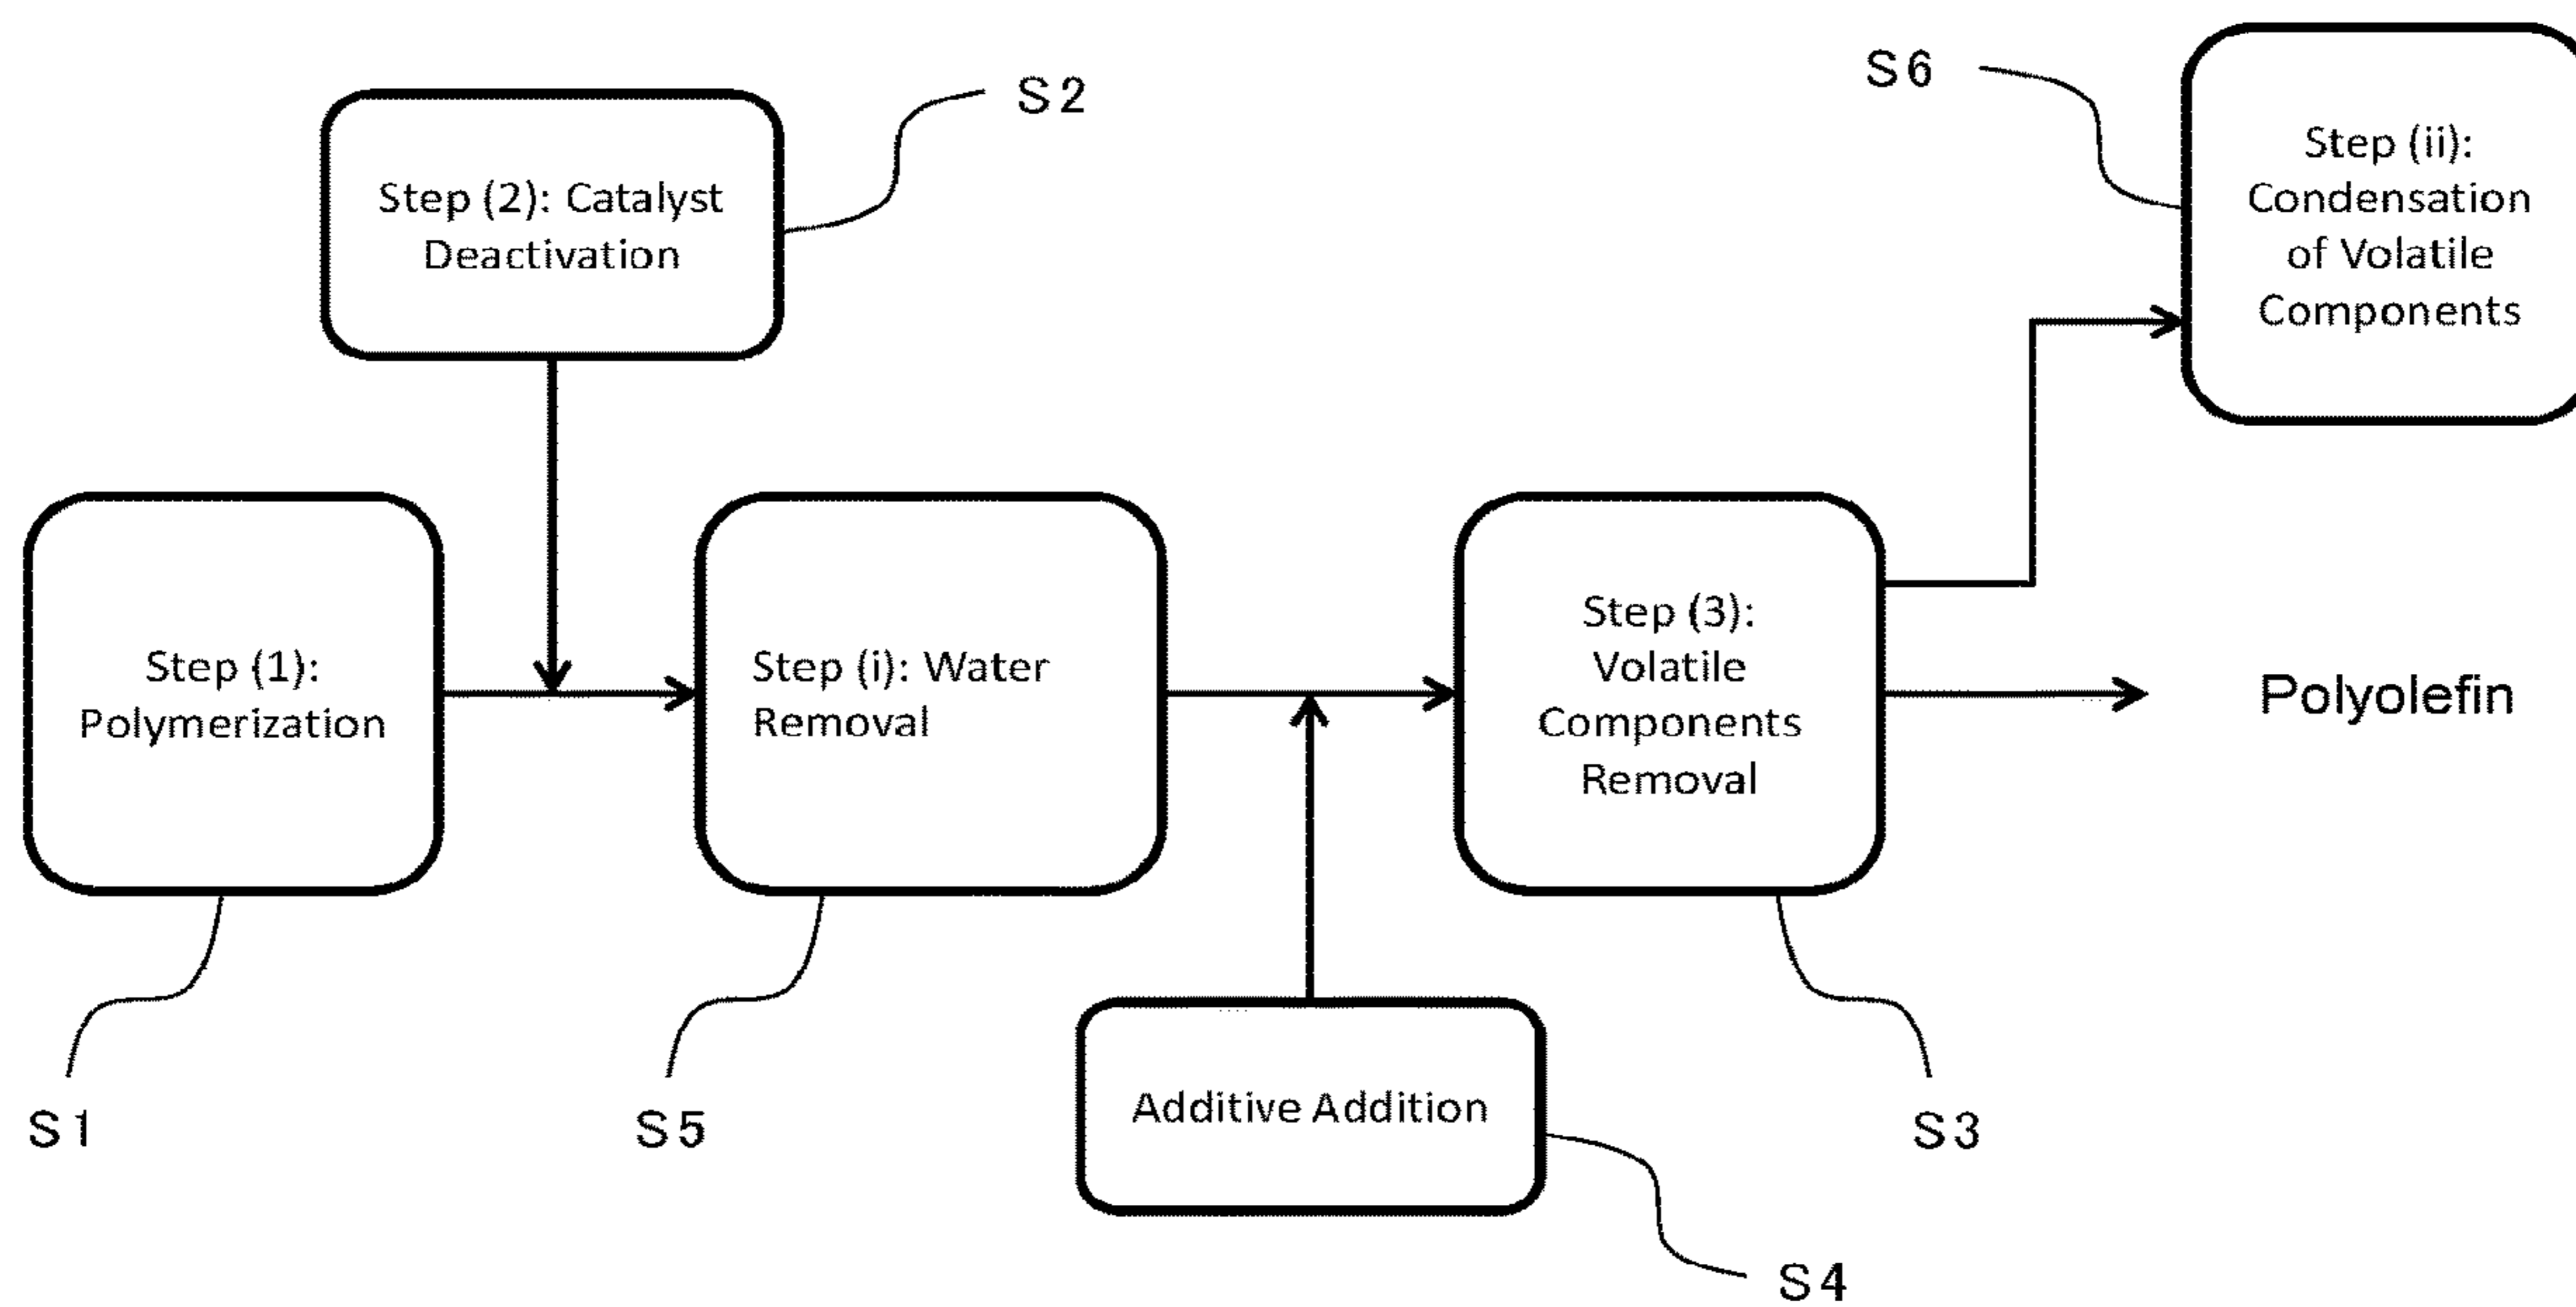 S6
S2
Step (2): Catalyst
Deactivation
Step (ii):
Condensation
of Volatile
Components
Step (1):
Polymerization
Step (i): Water
Removal
Step (3):
Volatile
Components
Removal
Polyolefin
Additive Addition
S1
S5
S3
S4